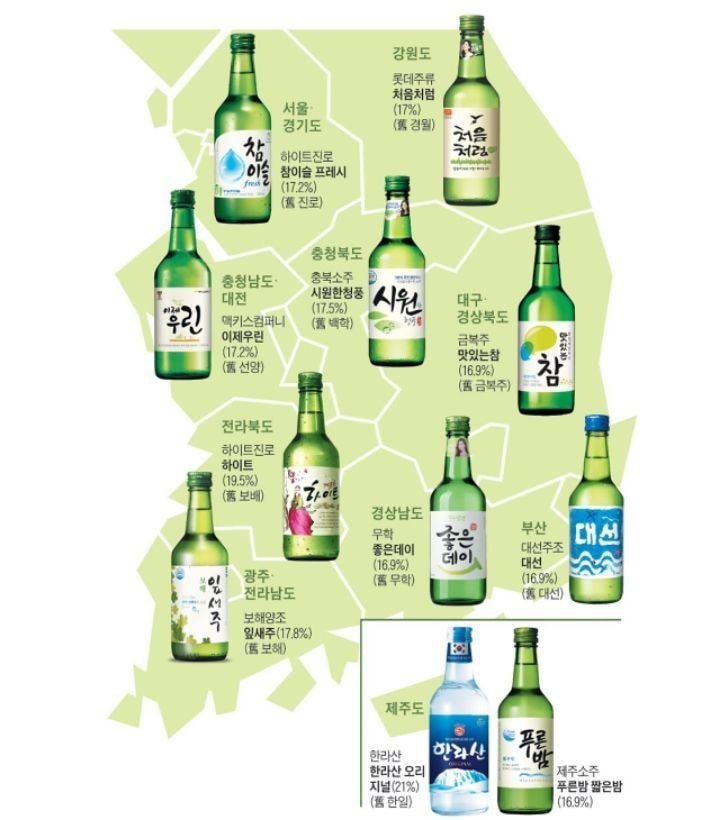 강원도
롯데주류
처음처럼
(17%)
(舊 경월)
처음
처럼
서울·
경기도
하이트진로
참이슬 프레시
(17.2%)
(舊 진로)
참
이슬
fresh
충청북도
충북소주
시원한청풍
(17.5%)
(舊 백학)
시원
충청남도·
대전
맥키스컴퍼니
이제우린
(17.2%)
(舊 선양)
이제
우린
대구·
경상북도
금복주
맛있는참
(16.9%)
(舊 금복주)
맛있는
참
전라북도
하이트진로
하이트
(19.5%)
(舊 보배)
하이트
경상남도
무학
좋은데이
(16.9%)
(舊 무학)
좋은
데이
부산
대선주조
대선
(16.9%)
(舊 대선)
대선
광주·
전라남도
보해양조
잎새주(17.8%)
(舊 보해)
보해
잎새주
제주도
한라산
한라산 오리
지널(21%)
(舊 한일)
한라산
ORIGINAL
푸른
밤
제주소주
푸른밤 짧은밤
(16.9%)